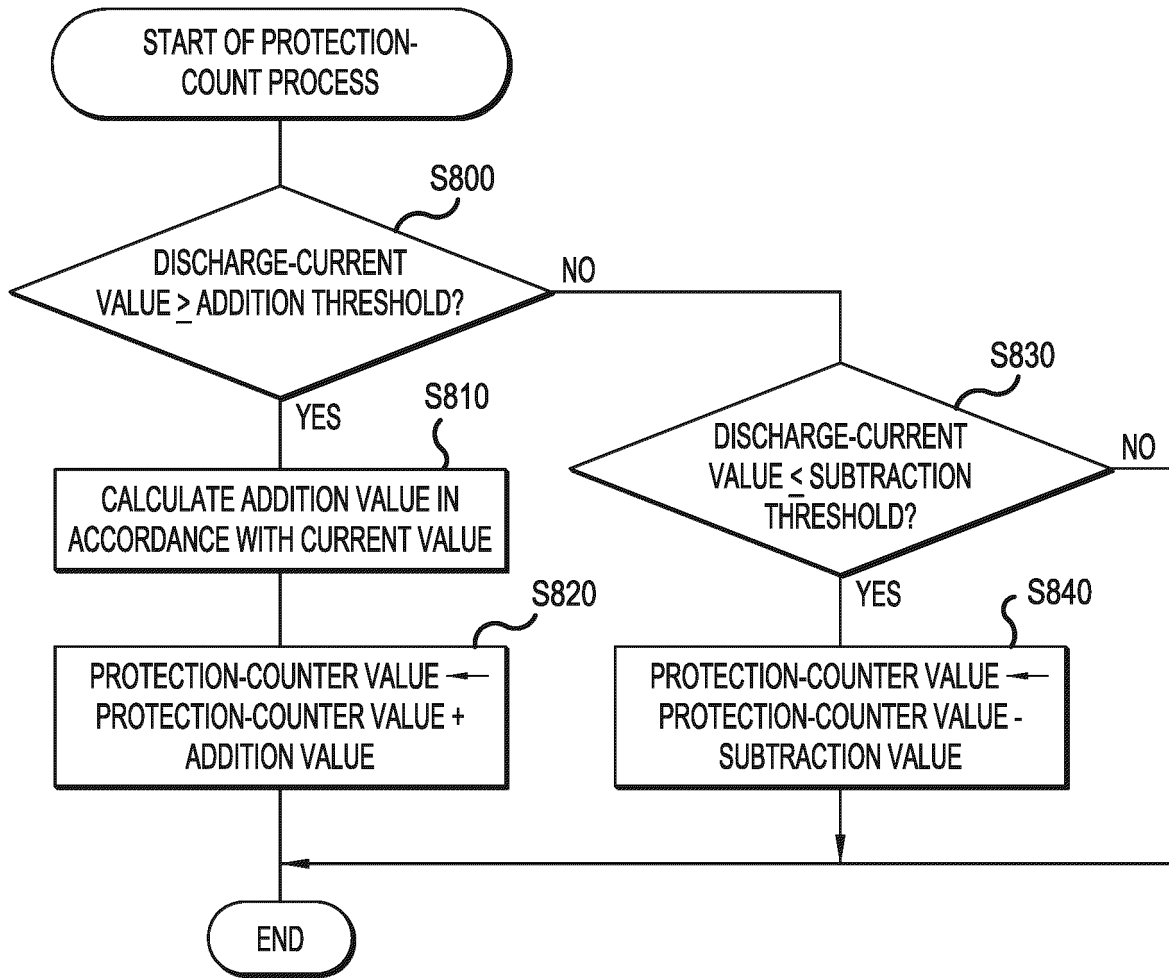 START OF PROTECTION-
COUNT PROCESS
S800
DISCHARGE-CURRENT
VALUE ≥ ADDITION THRESHOLD?
NO
YES
S810
CALCULATE ADDITION VALUE IN
ACCORDANCE WITH CURRENT VALUE
S820
PROTECTION-COUNTER VALUE ←
PROTECTION-COUNTER VALUE +
ADDITION VALUE
S830
DISCHARGE-CURRENT
VALUE ≤ SUBTRACTION
THRESHOLD?
NO
YES
S840
PROTECTION-COUNTER VALUE ←
PROTECTION-COUNTER VALUE -
SUBTRACTION VALUE
END